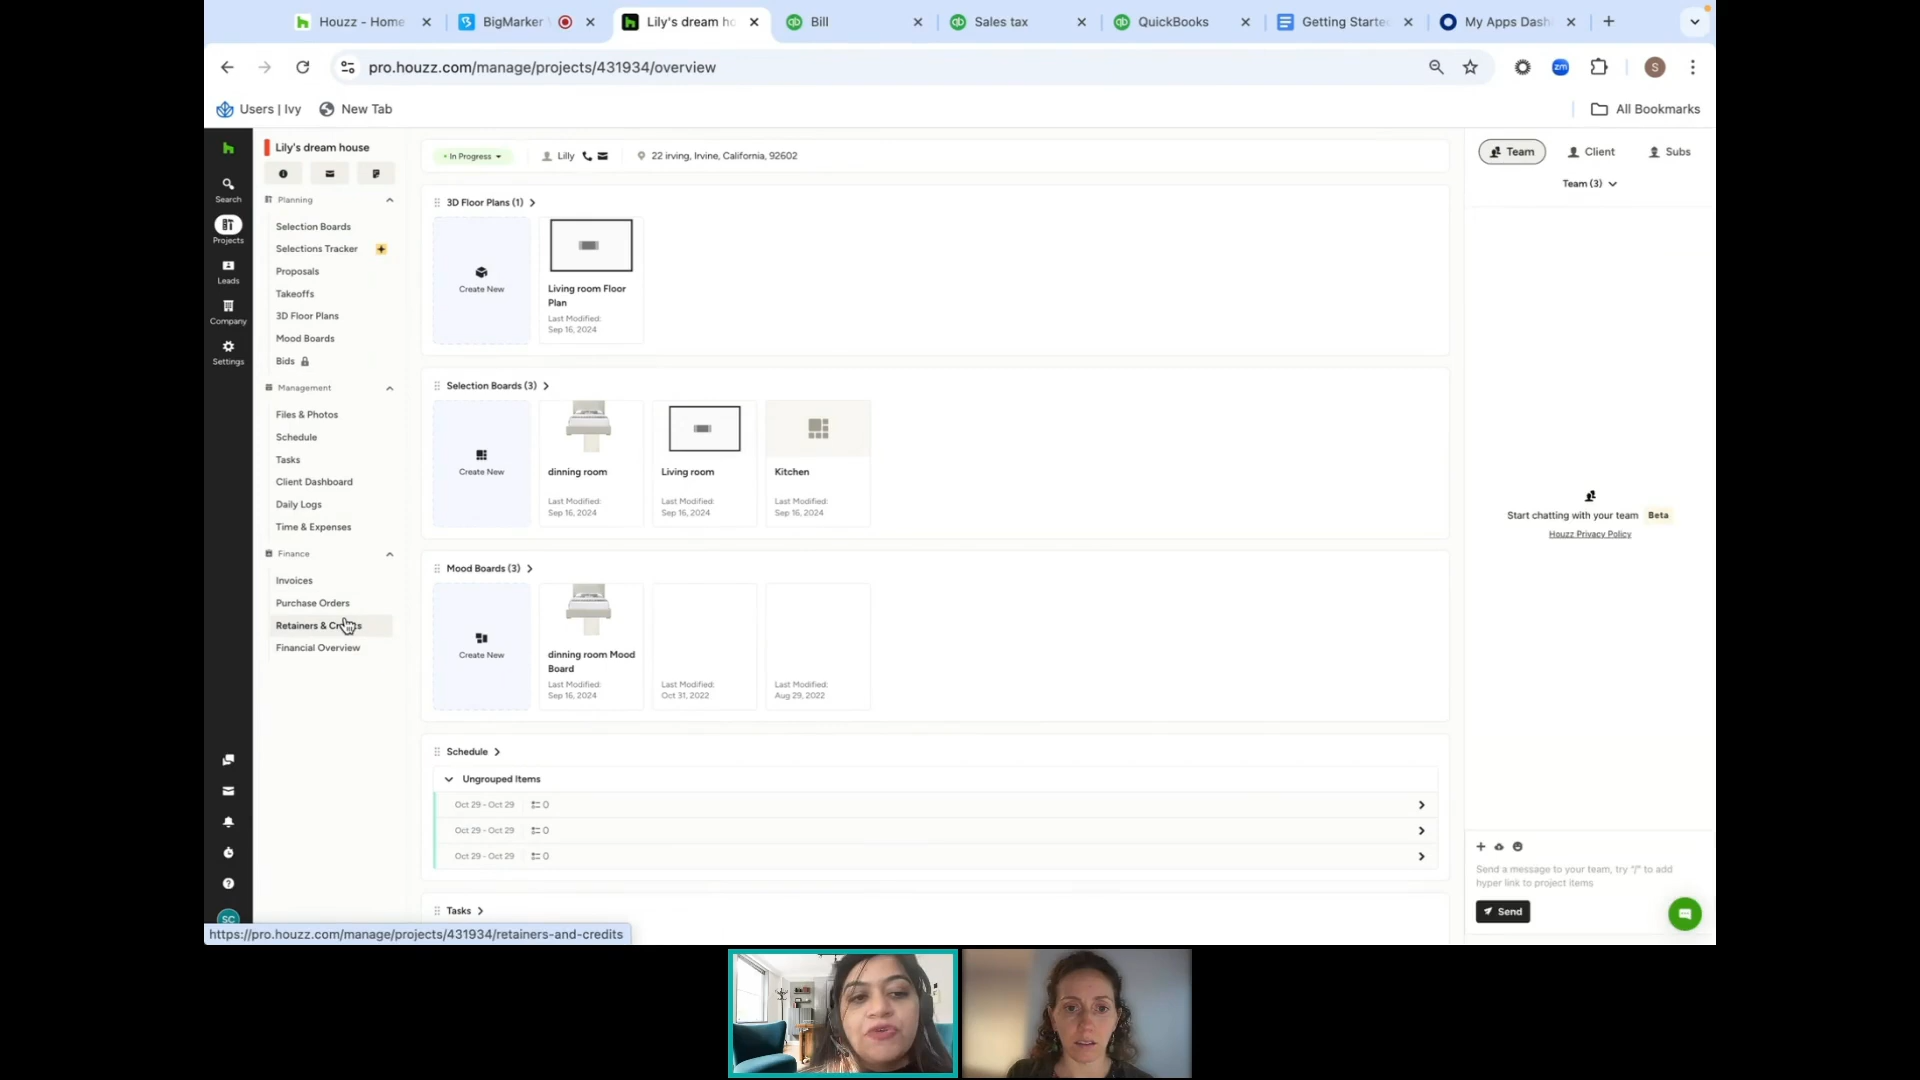 Houzz - Home
BigMarker
Lily's dream ho
Bill
Sales tax
QuickBooks
Getting Starte
My Apps Dash
pro.houzz.com/manage/projects/431934/overview
zm
S
Users | Ivy
New Tab
All Bookmarks
Search
Projects
Leads
Company
Settings
SC
Lily's dream house
Planning
Selection Boards
Selections Tracker
Proposals
Takeoffs
3D Floor Plans
Mood Boards
Bids
Management
Files & Photos
Schedule
Tasks
Client Dashboard
Daily Logs
Time & Expenses
Finance
Invoices
Purchase Orders
Retainers & Cr
Financial Overview
In Progress
Lilly
22 irving, Irvine, California, 92602
3D Floor Plans (1)
Create New
Living room Floor
Plan
Last Modified:
Sep 16, 2024
Selection Boards (3)
Create New
dinning room
Last Modified:
Sep 16, 2024
Living room
Last Modified:
Sep 16, 2024
Kitchen
Last Modified:
Sep 16, 2024
Mood Boards (3)
Create New
dinning room Mood
Board
Last Modified:
Sep 16, 2024
Last Modified:
Oct 31, 2022
Last Modified:
Aug 29, 2022
Schedule
Ungrouped Items
Oct 29 - Oct 29 0
Oct 29 - Oct 29 0
Oct 29 - Oct 29 0
Tasks
Team
Client
Subs
Team (3)
Start chatting with your team Beta
Houzz Privacy Policy
Send a message to your team, try "/" to add
hyper link to project items
Send
https://pro.houzz.com/manage/projects/431934/retainers-and-credits